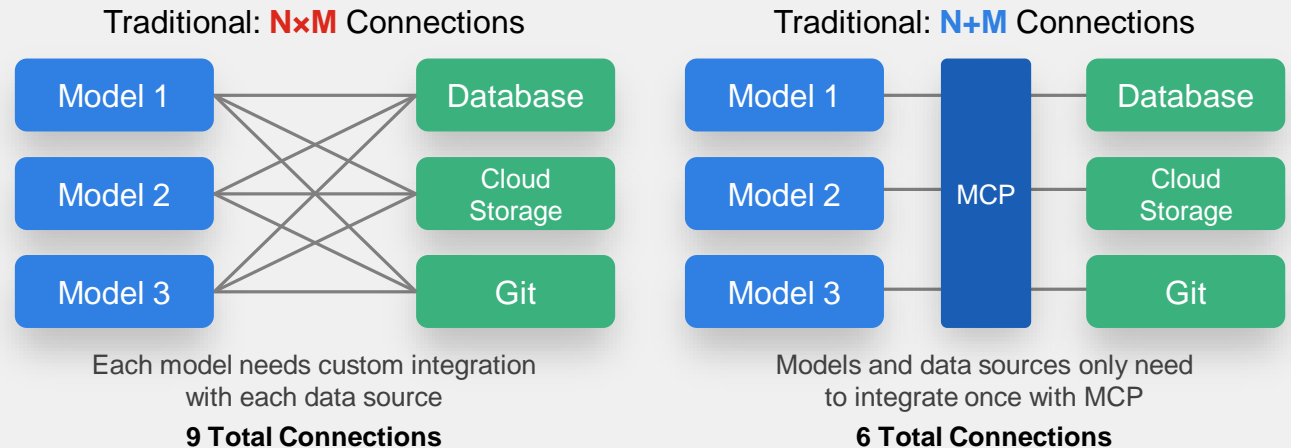 Traditional: N×M Connections
Model 1
Database
Model 2
Cloud
Storage
Model 3
Git
Each model needs custom integration
with each data source
9 Total Connections
Traditional: N+M Connections
Model 1
Database
Model 2
MCP
Cloud
Storage
Model 3
Git
Models and data sources only need
to integrate once with MCP
6 Total Connections